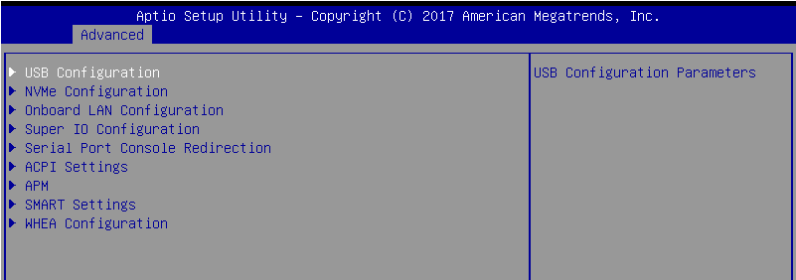 Aptio Setup Utility – Copyright (C) 2017 American Megatrends, Inc.
Advanced
USB Configuration
NVMe Configuration
Onboard LAN Configuration
Super IO Configuration
Serial Port Console Redirection
ACPI Settings
APM
SMART Settings
WHEA Configuration
USB Configuration Parameters